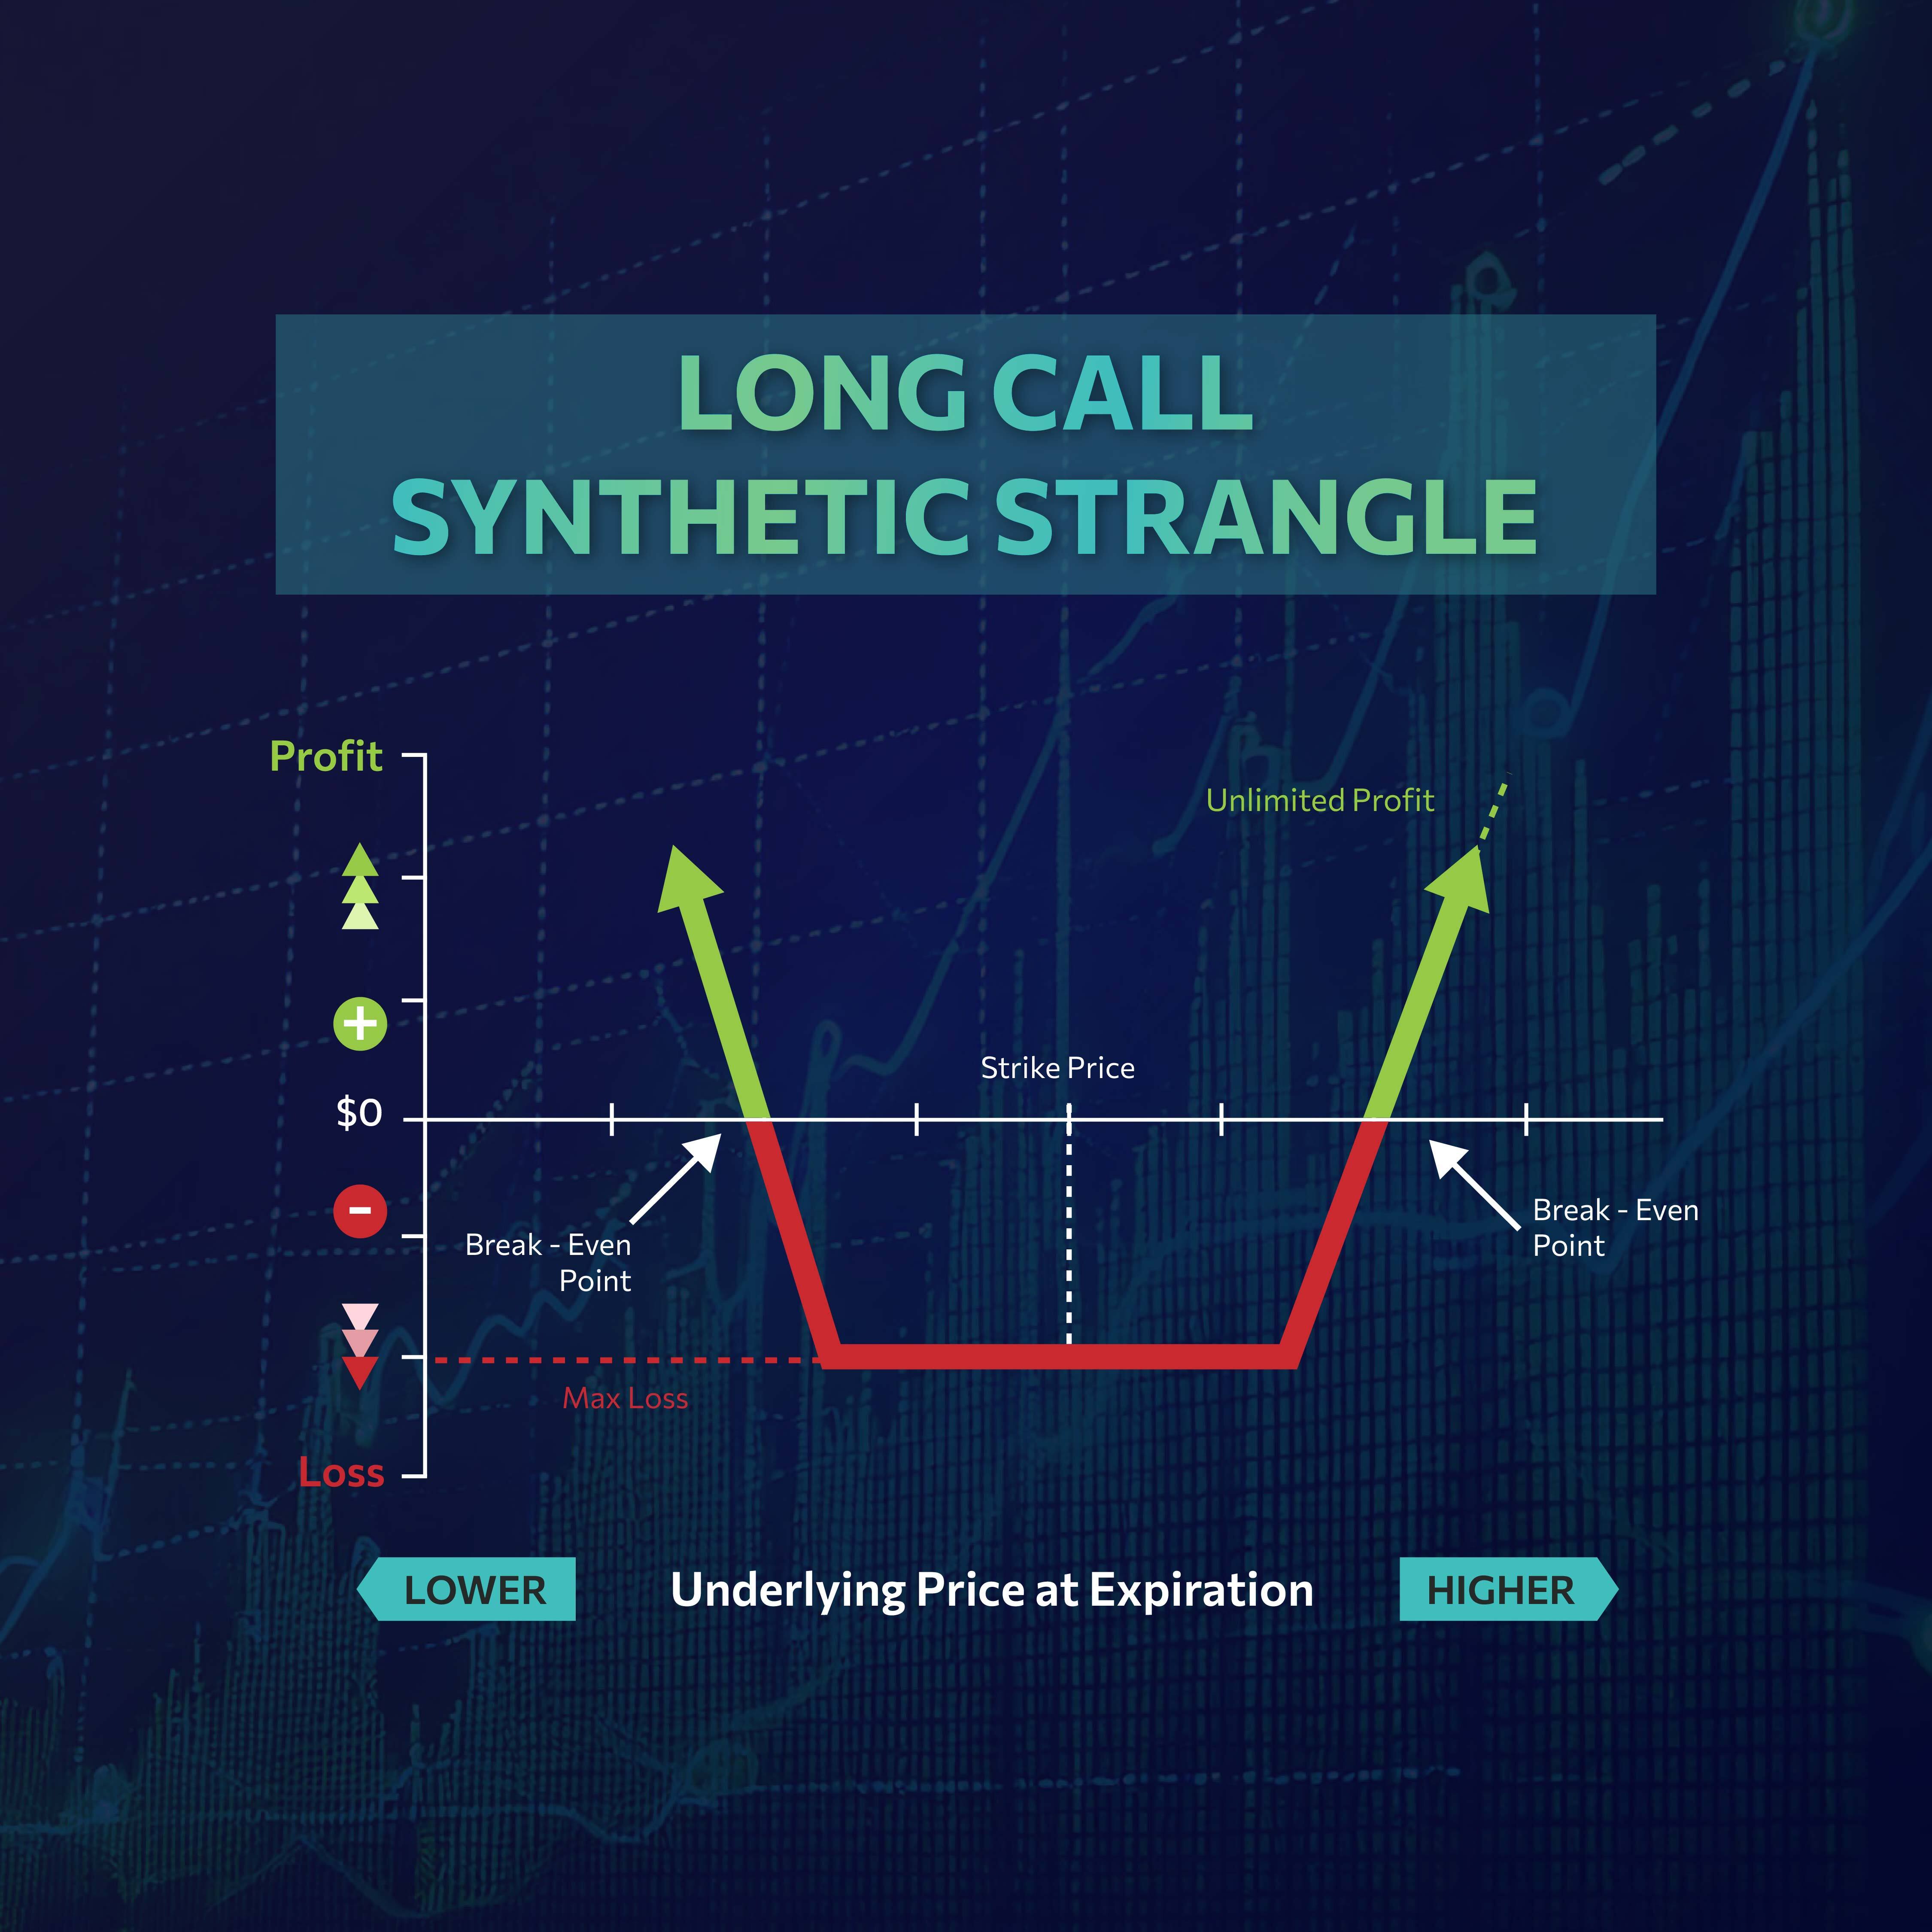 LONG CALL
SYNTHETIC STRANGLE
Profit
Unlimited Profit
Strike Price
$0
Break - Even
Point
Break - Even
Point
Max Loss
Loss
LOWER
Underlying Price at Expiration
HIGHER